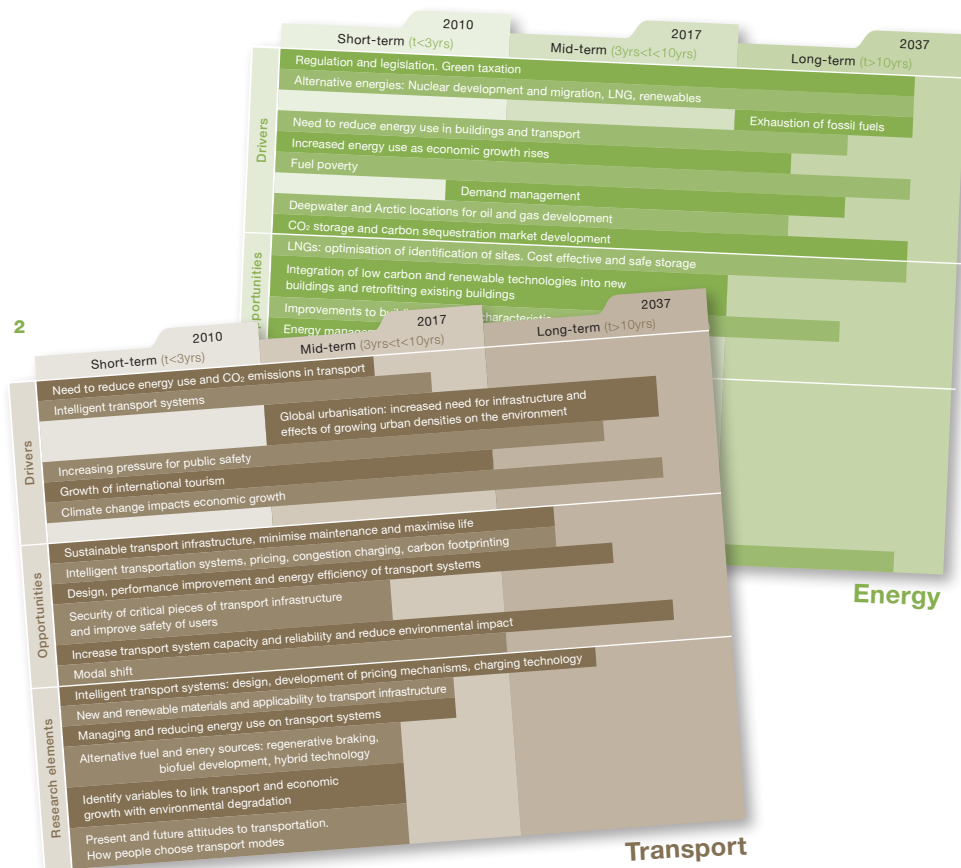 2010
2017
2037
Short-term (t<3yrs)
Mid-term (3yrs<t<10yrs)
Long-term (t>10yrs)
Drivers
Regulation and legislation. Green taxation
Alternative energies: Nuclear development and migration, LNG, renewables
Exhaustion of fossil fuels
Need to reduce energy use in buildings and transport
Increased energy use as economic growth rises
Fuel poverty
Demand management
Deepwater and Arctic locations for oil and gas development
CO₂ storage and carbon sequestration market development
LNGs: optimisation of identification of sites. Cost effective and safe storage
Integration of low carbon and renewable technologies into new
buildings and retrofitting existing buildings
Improvements to
Energy
Energy
2
2010
2017
2037
Short-term (t<3yrs)
Mid-term (3yrs<t<10yrs)
Long-term (t>10yrs)
Drivers
Need to reduce energy use and CO₂ emissions in transport
Intelligent transport systems
Global urbanisation: increased need for infrastructure and
effects of growing urban densities on the environment
Increasing pressure for public safety
Growth of international tourism
Climate change impacts economic growth
Opportunities
Sustainable transport infrastructure, minimise maintenance and maximise life
Intelligent transportation systems, pricing, congestion charging, carbon footprinting
Design, performance improvement and energy efficiency of transport systems
Security of critical pieces of transport infrastructure
and improve safety of users
Increase transport system capacity and reliability and reduce environmental impact
Modal shift
Research elements
Intelligent transport systems: design, development of pricing mechanisms, charging technology
New and renewable materials and applicability to transport infrastructure
Managing and reducing energy use on transport systems
Alternative fuel and enery sources: regenerative braking,
biofuel development, hybrid technology
Identify variables to link transport and economic
growth with environmental degradation
Present and future attitudes to transportation.
How people choose transport modes
Transport